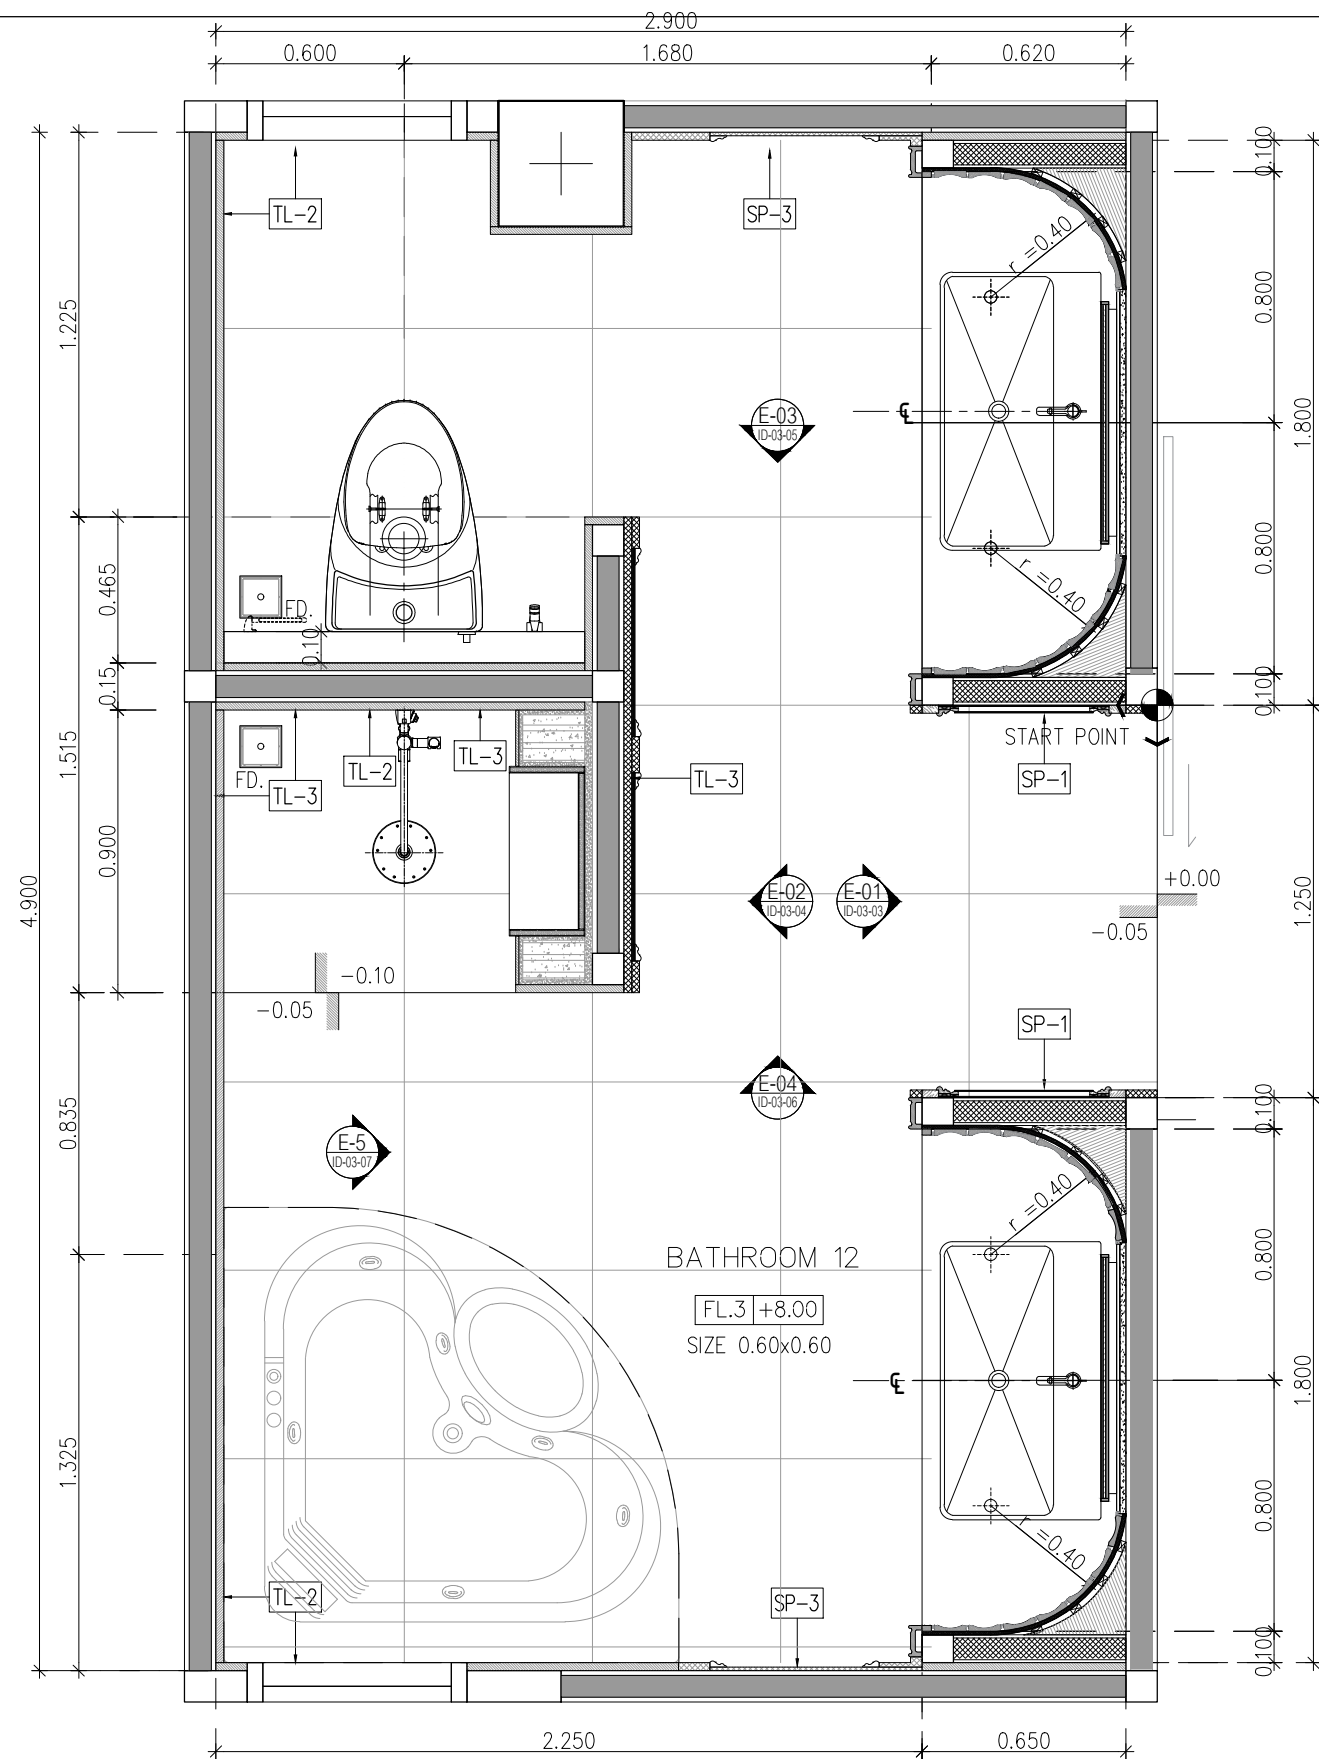 2.900
0.600
1.680
0.620
0.100
TL-2
SP-3
r =0.40
0.800
1.225
E-03
ID-03-05
℄
1.800
0.800
0.465
r =0.40
FD.
0.10
0.15
0.100
START POINT
1.515
TL-2
TL-3
TL-3
SP-1
FD.
TL-3
0.900
4.900
+0.00
E-02
ID-03-04
E-01
ID-03-03
1.250
-0.05
-0.10
-0.05
SP-1
E-04
ID-03-06
0.100
0.835
E-5
ID-03-07
r =0.40
BATHROOM 12
0.800
FL.3 +8.00
SIZE 0.60x0.60
℄
1.800
1.325
0.800
r =0.40
TL-2
SP-3
0.100
2.250
0.650